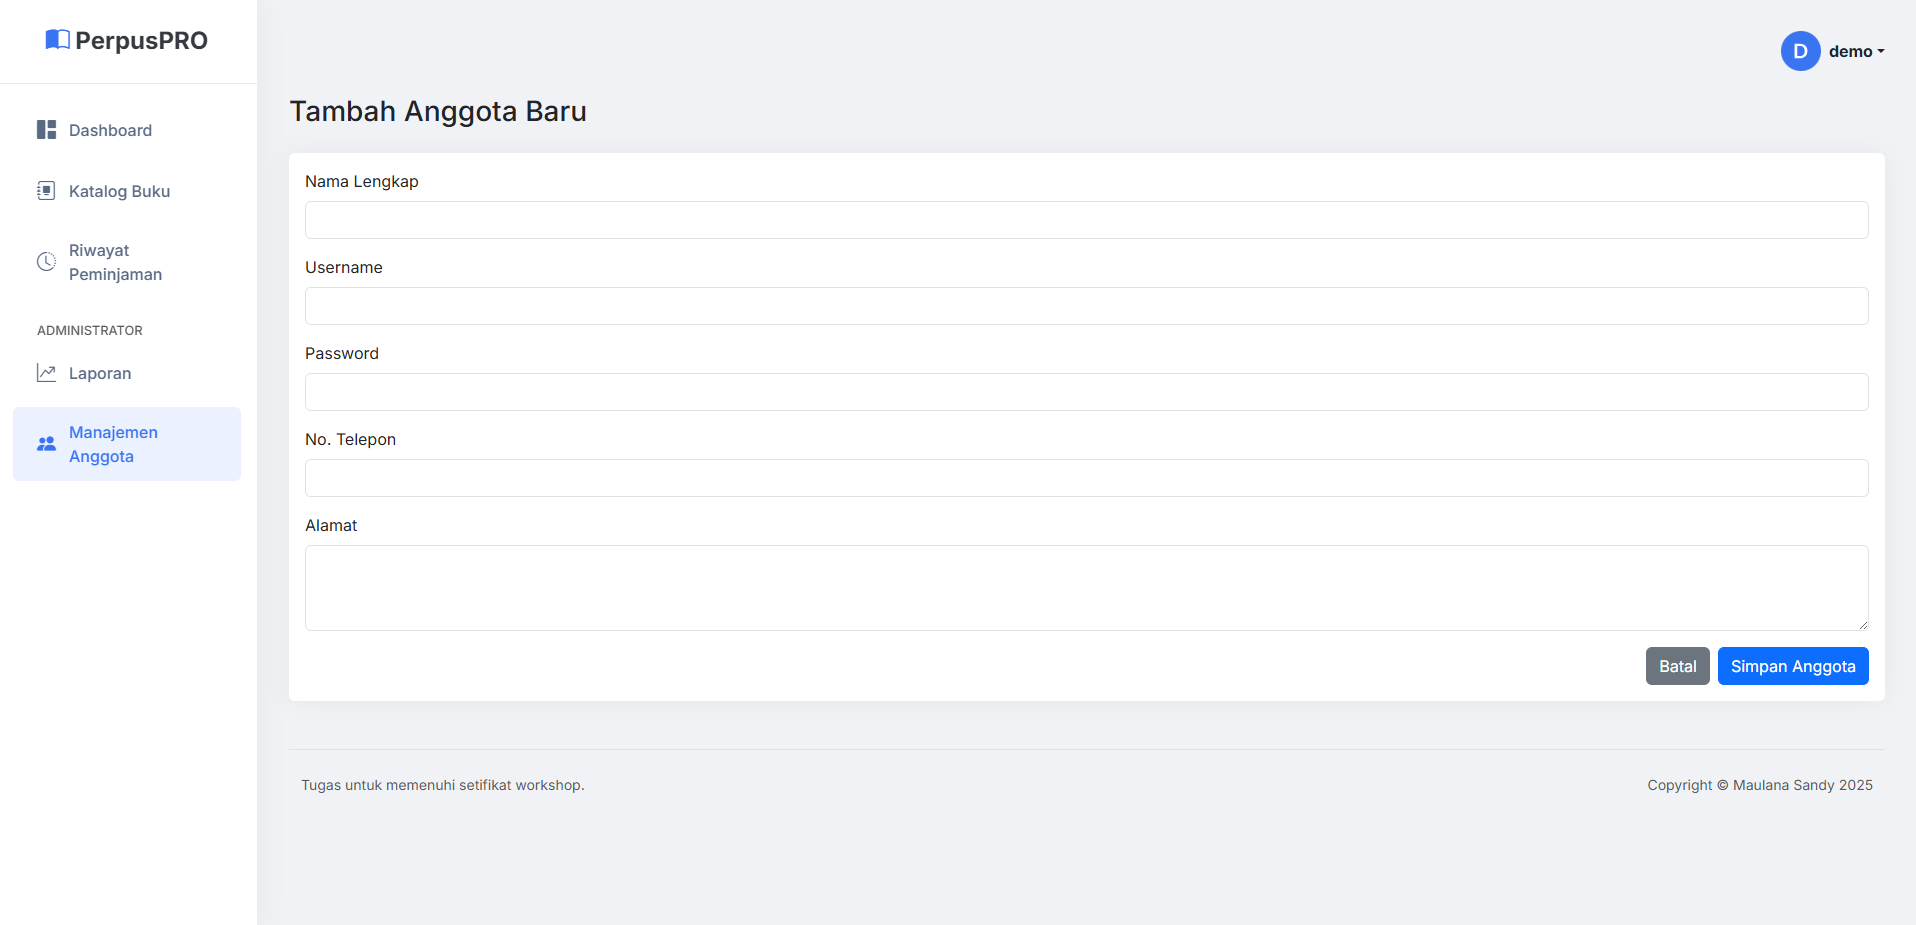 PerpusPRO
Dashboard
Katalog Buku
Riwayat
Peminjaman
ADMINISTRATOR
Laporan
Manajemen
Anggota
D demo
Tambah Anggota Baru
Nama Lengkap
Username
Password
No. Telepon
Alamat
Batal Simpan Anggota
Tugas untuk memenuhi setifikat workshop. Copyright © Maulana Sandy 2025